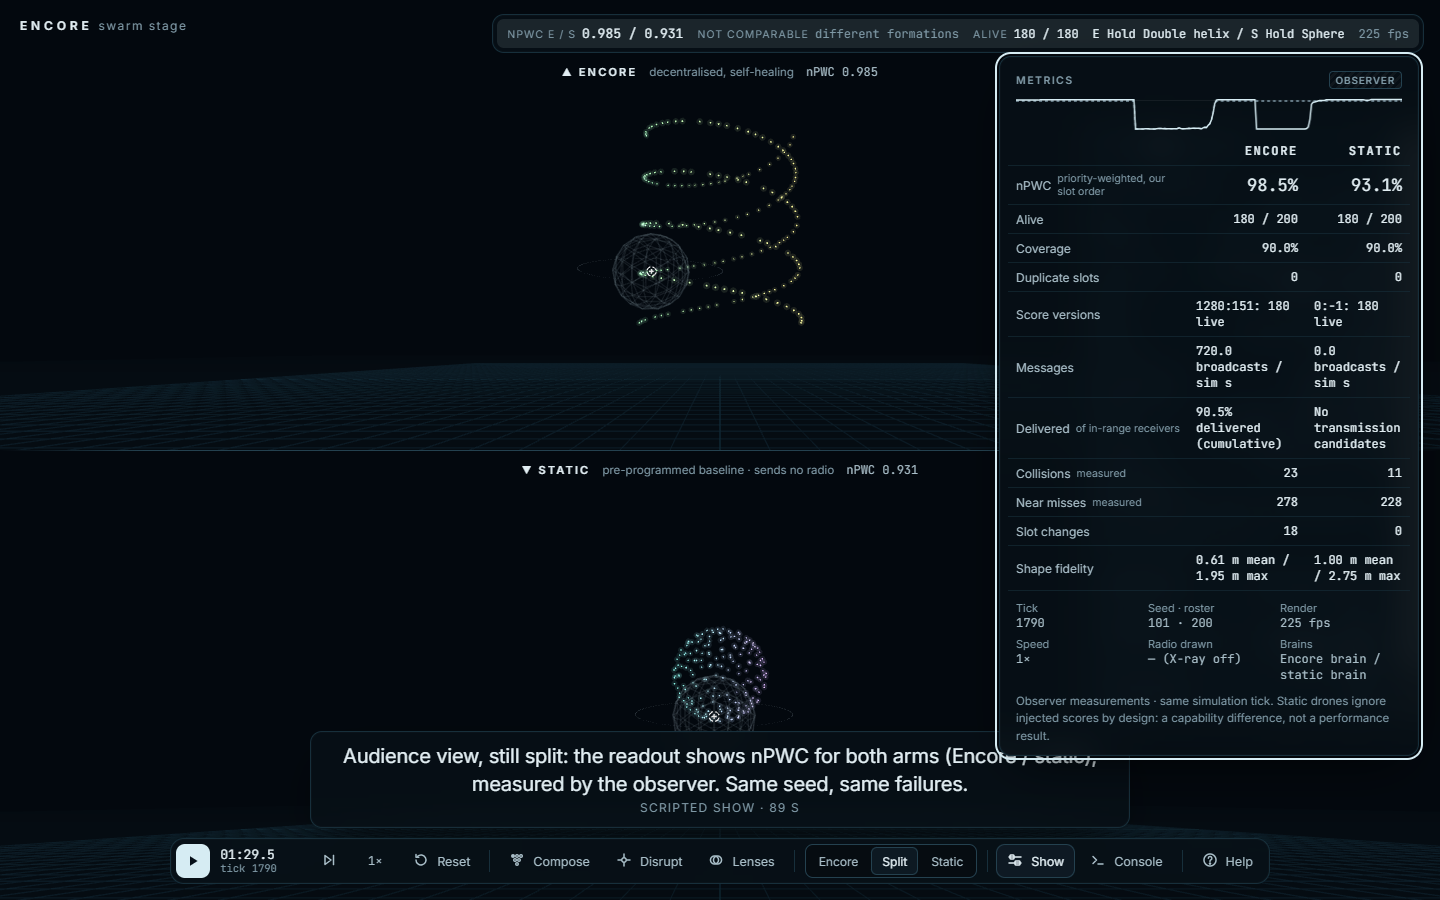 ENCORE swarm stage
NPWC E / S 0.985 / 0.931 NOT COMPARABLE different formations ALIVE 180 / 180 E Hold Double helix / S Hold Sphere 225 fps
▲ ENCORE decentralised, self-healing nPWC 0.985
METRICS OBSERVER
ENCORE STATIC
nPWC priority-weighted, our slot order 98.5% 93.1%
Alive 180 / 200 180 / 200
Coverage 90.0% 90.0%
Duplicate slots 0 0
Score versions 1280:151: 180 live 0:-1: 180 live
Messages 720.0 broadcasts / sim s 0.0 broadcasts / sim s
Delivered of in-range receivers 90.5% delivered (cumulative) No transmission candidates
Collisions measured 23 11
Near misses measured 278 228
Slot changes 18 0
Shape fidelity 0.61 m mean / 1.95 m max 1.00 m mean / 2.75 m max
Tick Seed · roster Render
1790 101 · 200 225 fps
Speed Radio drawn Brains
1× — (X-ray off) Encore brain / static brain
Observer measurements · same simulation tick. Static drones ignore
injected scores by design: a capability difference, not a performance
result.
▼ STATIC pre-programmed baseline · sends no radio nPWC 0.931
Audience view, still split: the readout shows nPWC for both arms (Encore / Static),
measured by the observer. Same seed, same failures.
SCRIPTED SHOW · 89 S
01:29.5
tick 1790
1× Reset Compose Disrupt Lenses Encore Split Static Show Console Help